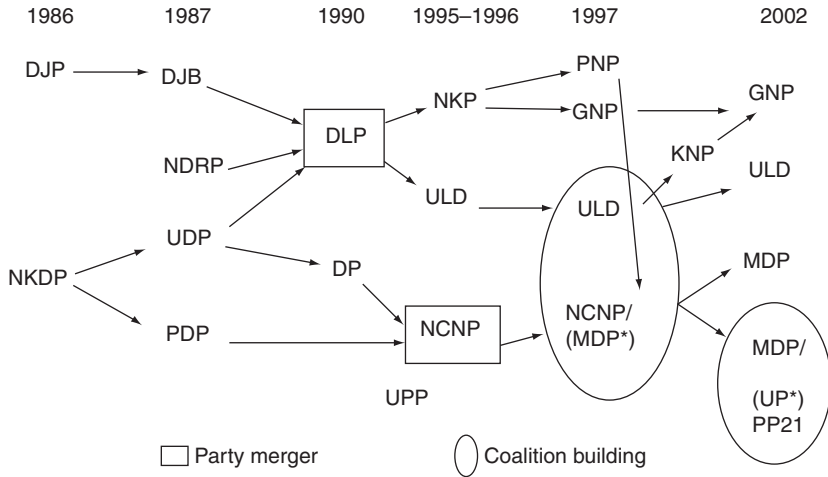 1986 1987 1990 1995–1996 1997 2002
DJP DJB NKP PNP GNP
DLP GNP
NDRP KNP
ULD ULD ULD
UDP
NKDP DP MDP
PDP NCNP NCNP/
(MDP*) MDP/
UPP (UP*)
PP21
Party merger Coalition building